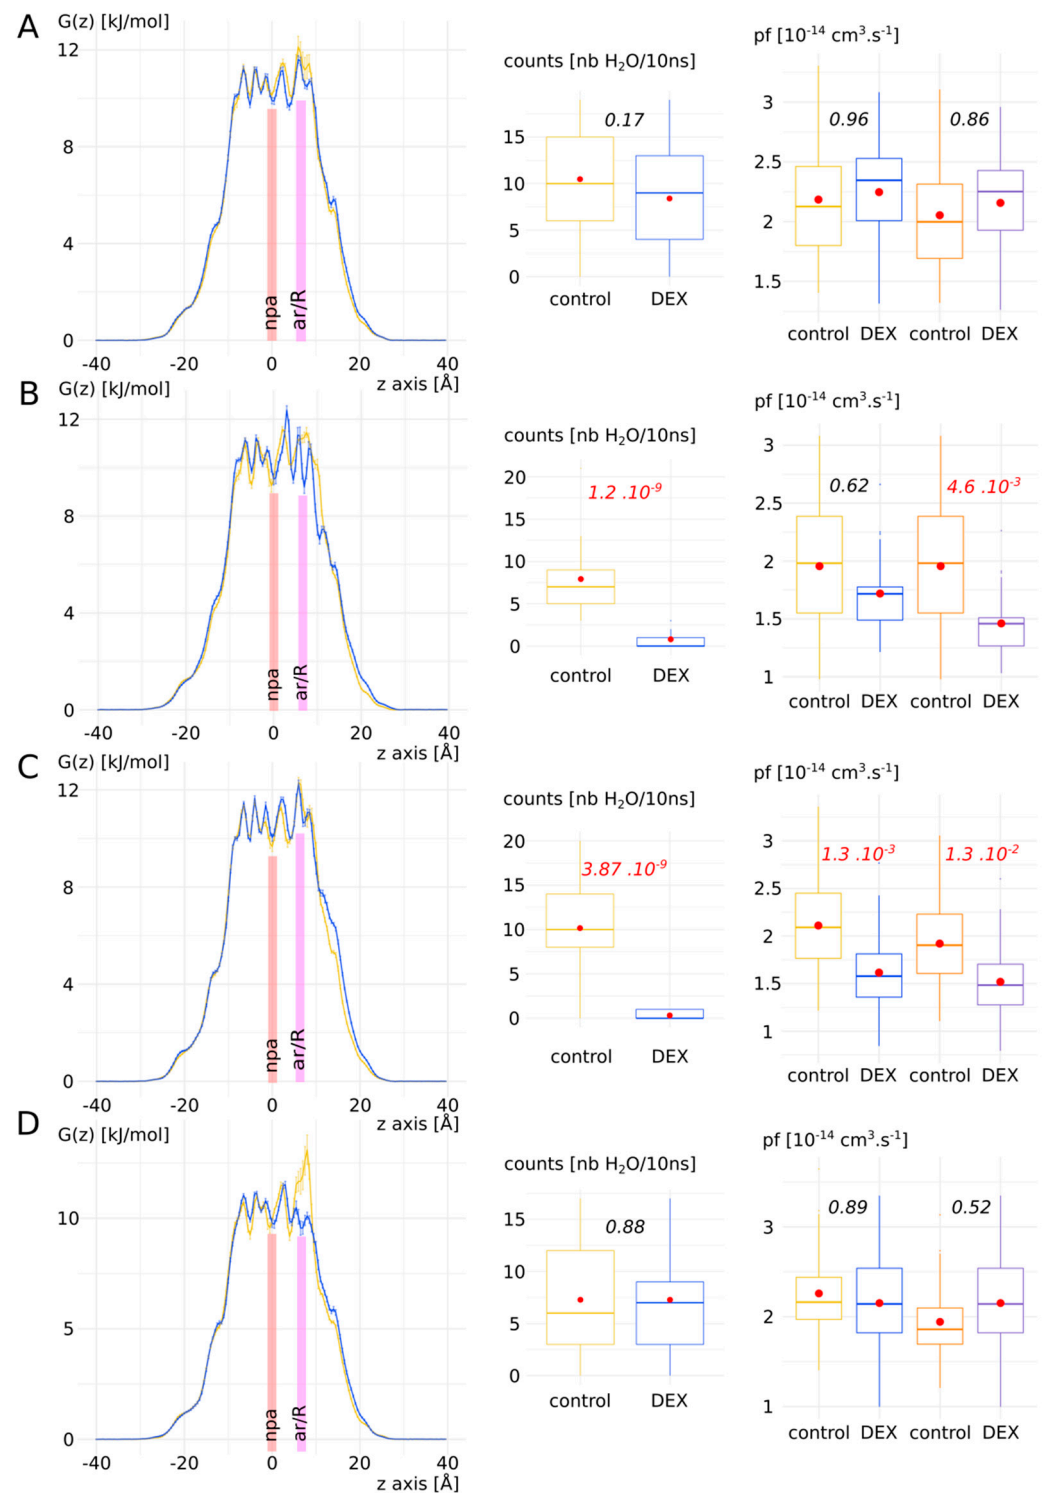 A
G(z) [kJ/mol]
12
8
4
0
npa
ar/R
-40 -20 0 20 40
z axis [Å]
counts [nb H2O/10ns]
15
10
5
0
0.17
control DEX
pf [10-14 cm3.s-1]
3
2.5
2
1.5
0.96 0.86
control DEX control DEX
B
G(z) [kJ/mol]
12
8
4
0
npa
ar/R
-40 -20 0 20 40
z axis [Å]
counts [nb H2O/10ns]
20
15
10
5
0
1.2 .10-9
control DEX
pf [10-14 cm3.s-1]
3
2.5
2
1.5
1
0.62 4.6 .10-3
control DEX control DEX
C
G(z) [kJ/mol]
12
8
4
0
npa
ar/R
-40 -20 0 20 40
z axis [Å]
counts [nb H2O/10ns]
20
15
10
5
0
3.87 .10-9
control DEX
pf [10-14 cm3.s-1]
3
2.5
2
1.5
1
1.3 .10-3 1.3 .10-2
control DEX control DEX
D
G(z) [kJ/mol]
10
5
0
npa
ar/R
-40 -20 0 20 40
z axis [Å]
counts [nb H2O/10ns]
15
10
5
0
0.88
control DEX
pf [10-14 cm3.s-1]
3
2
1
0.89 0.52
control DEX control DEX